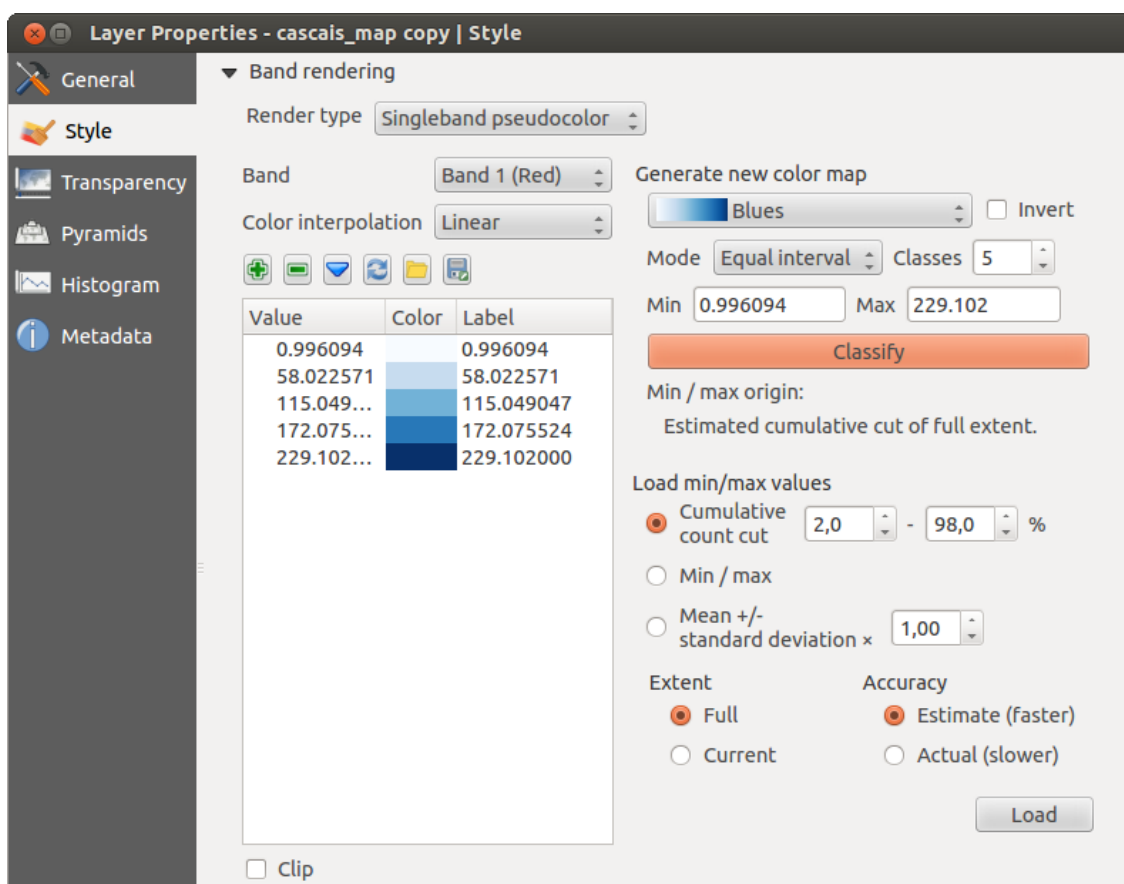 Layer Properties - cascais_map copy | Style
General
Style
Transparency
Pyramids
Histogram
Metadata
Band rendering
Render type Singleband pseudocolor
Band Band 1 (Red)
Color interpolation Linear
Value Color Label
0.996094 0.996094
58.022571 58.022571
115.049... 115.049047
172.075... 172.075524
229.102... 229.102000
Clip
Generate new color map
Blues Invert
Mode Equal interval Classes 5
Min 0.996094 Max 229.102
Classify
Min / max origin:
Estimated cumulative cut of full extent.
Load min/max values
Cumulative
count cut 2,0 - 98,0 %
Min / max
Mean +/-
standard deviation × 1,00
Extent Accuracy
Full Estimate (faster)
Current Actual (slower)
Load